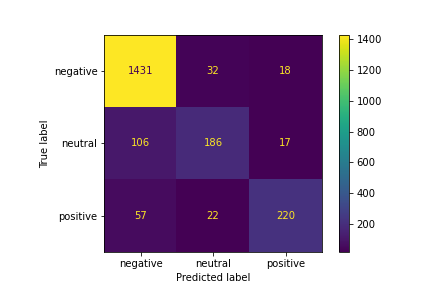 1400
negative 1431 32 18
1200
1000
True label
neutral 106 186 17
800
600
400
positive 57 22 220
200
negative neutral positive
Predicted label